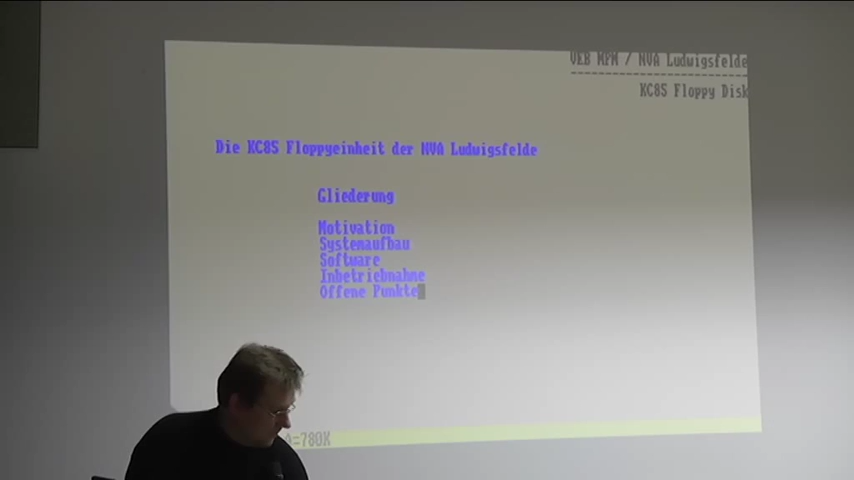 VEB MPM / NVA Ludwigsfelde
KC85 Floppy Disk
Die KC85 Floppyeinheit der NVA Ludwigsfelde
Gliederung
Motivation
Systemaufbau
Software
Inbetriebnahme
Offene Punkte
A=780K